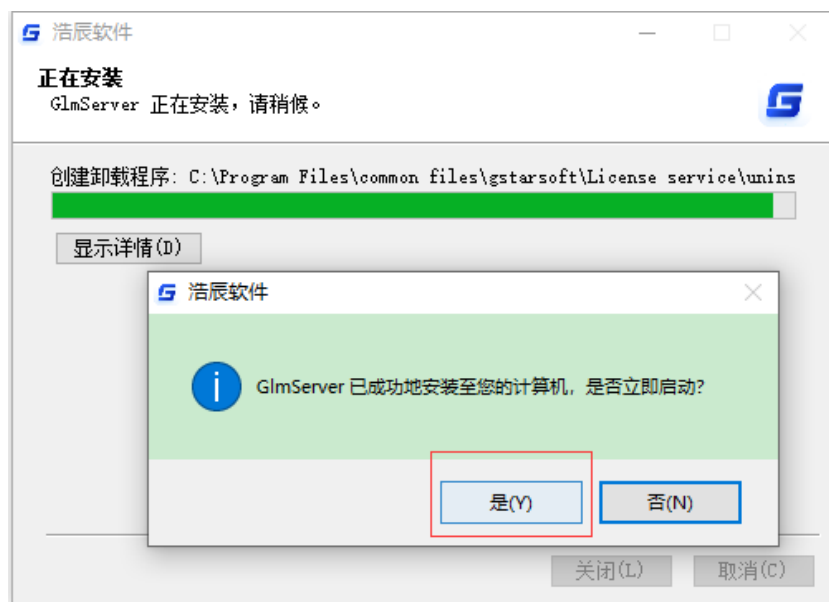 浩辰软件
正在安装
GlmServer 正在安装，请稍候。
创建卸载程序: C:\Program Files\common files\gstarsoft\License service\unins
显示详情(D)
浩辰软件
GlmServer 已成功地安装至您的计算机，是否立即启动?
是(Y) 否(N)
关闭(L) 取消(C)